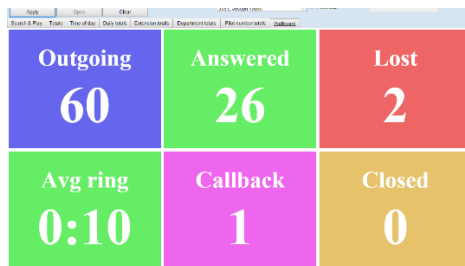 Apply Open Clear
Search & Play Totals Time of day Daily totals Extension totals Department totals Pilot number totals Wallboard
Outgoing Answered Lost
60 26 2
Avg ring Callback Closed
0:10 1 0